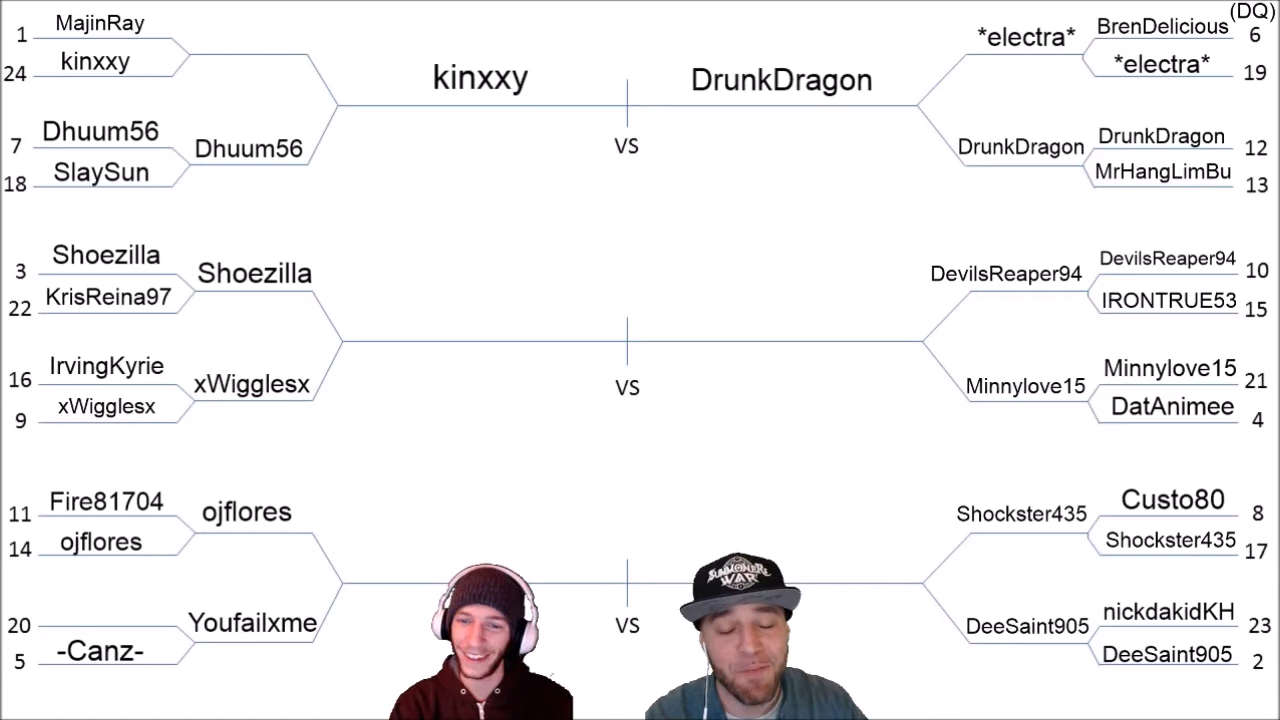 (DQ)
1 MajinRay
24 kinxxy
7 Dhuum56
18 SlaySun
Dhuum56
kinxxy
VS
DrunkDragon
*electra*
DrunkDragon
BrenDelicious 6
*electra* 19
DrunkDragon 12
MrHangLimBu 13
3 Shoezilla
22 KrisReina97
16 IrvingKyrie
9 xWigglesx
Shoezilla
xWigglesx
VS
DevilsReaper94
Minnylove15
DevilsReaper94 10
IRONTRUE53 15
Minnylove15 21
DatAnimee 4
11 Fire81704
14 ojflores
20
5 -Canz-
ojflores
Youfailxme
VS
SUMMONERS
WAR
Shockster435
DeeSaint905
Custo80 8
Shockster435 17
nickdakidKH 23
DeeSaint905 2